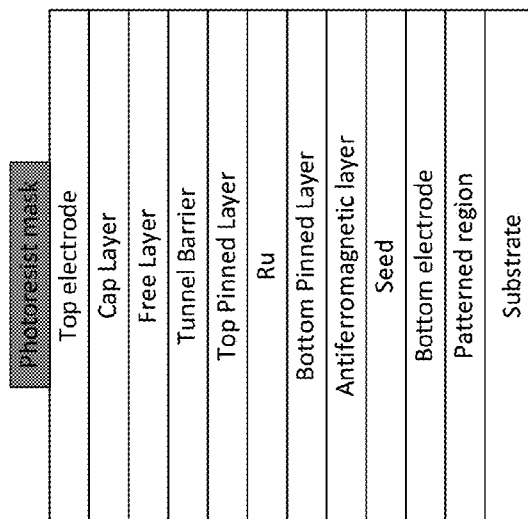 Photoresist mask
Top electrode
Cap Layer
Free Layer
Tunnel Barrier
Top Pinned Layer
Ru
Bottom Pinned Layer
Antiferromagnetic layer
Seed
Bottom electrode
Patterned region
Substrate